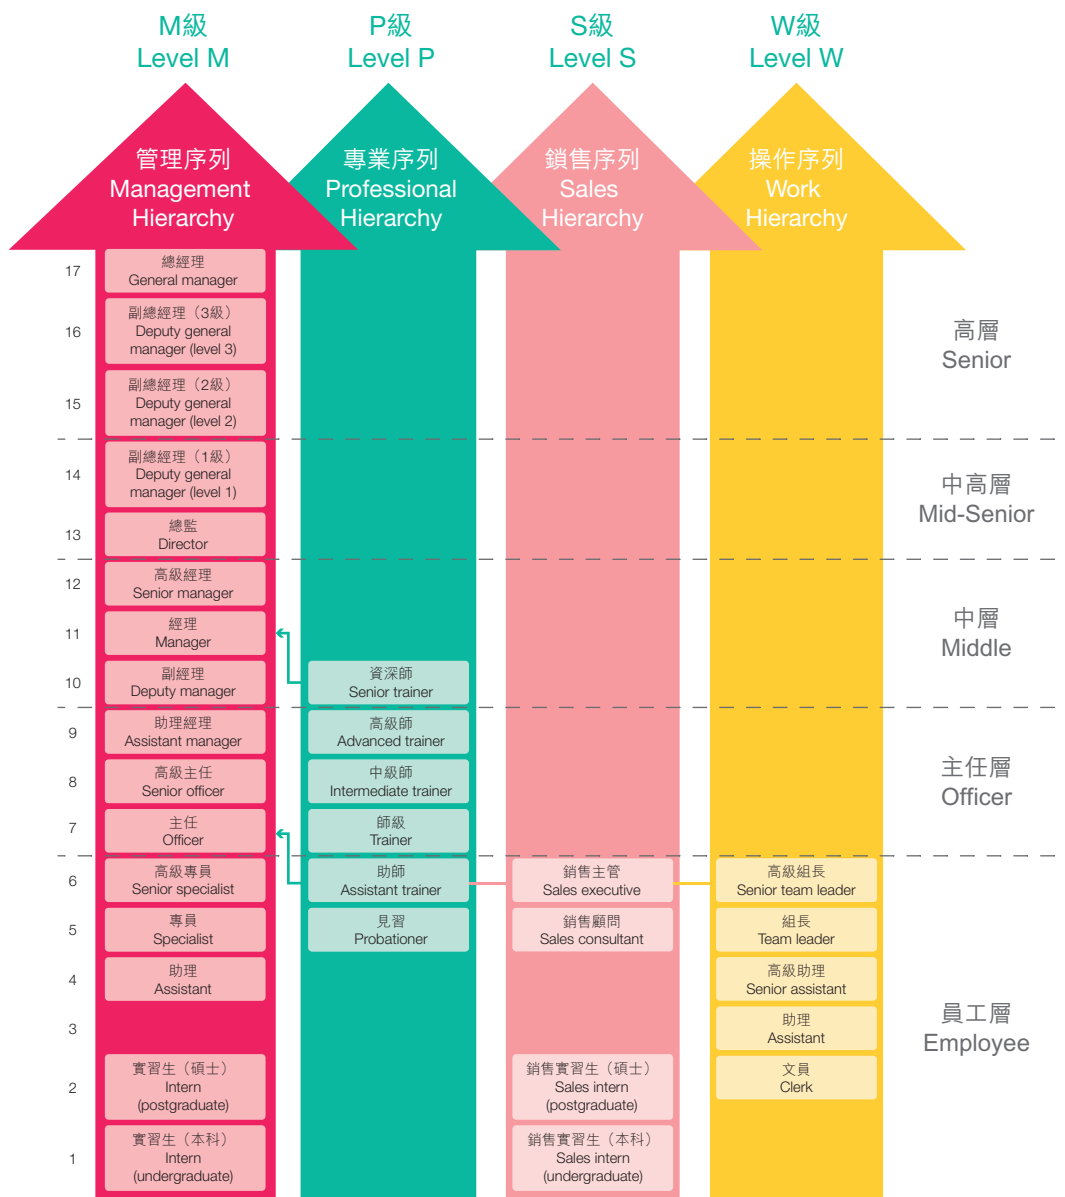 M級
Level M
P級
Level P
S級
Level S
W級
Level W
管理序列
Management
Hierarchy
專業序列
Professional
Hierarchy
銷售序列
Sales
Hierarchy
操作序列
Work
Hierarchy
17
總經理
General manager
16
副總經理（3級）
Deputy general
manager (level 3)
高層
Senior
15
副總經理（2級）
Deputy general
manager (level 2)
14
副總經理（1級）
Deputy general
manager (level 1)
中高層
Mid-Senior
13
總監
Director
12
高級經理
Senior manager
11
經理
Manager
中層
Middle
10
副經理
Deputy manager
資深師
Senior trainer
9
助理經理
Assistant manager
高級師
Advanced trainer
8
高級主任
Senior officer
中級師
Intermediate trainer
主任層
Officer
7
主任
Officer
師級
Trainer
6
高級專員
Senior specialist
助師
Assistant trainer
銷售主管
Sales executive
高級組長
Senior team leader
5
專員
Specialist
見習
Probationer
銷售顧問
Sales consultant
組長
Team leader
4
助理
Assistant
高級助理
Senior assistant
3
助理
Assistant
員工層
Employee
2
實習生（碩士）
Intern
(postgraduate)
銷售實習生（碩士）
Sales intern
(postgraduate)
文員
Clerk
1
實習生（本科）
Intern
(undergraduate)
銷售實習生（本科）
Sales intern
(undergraduate)